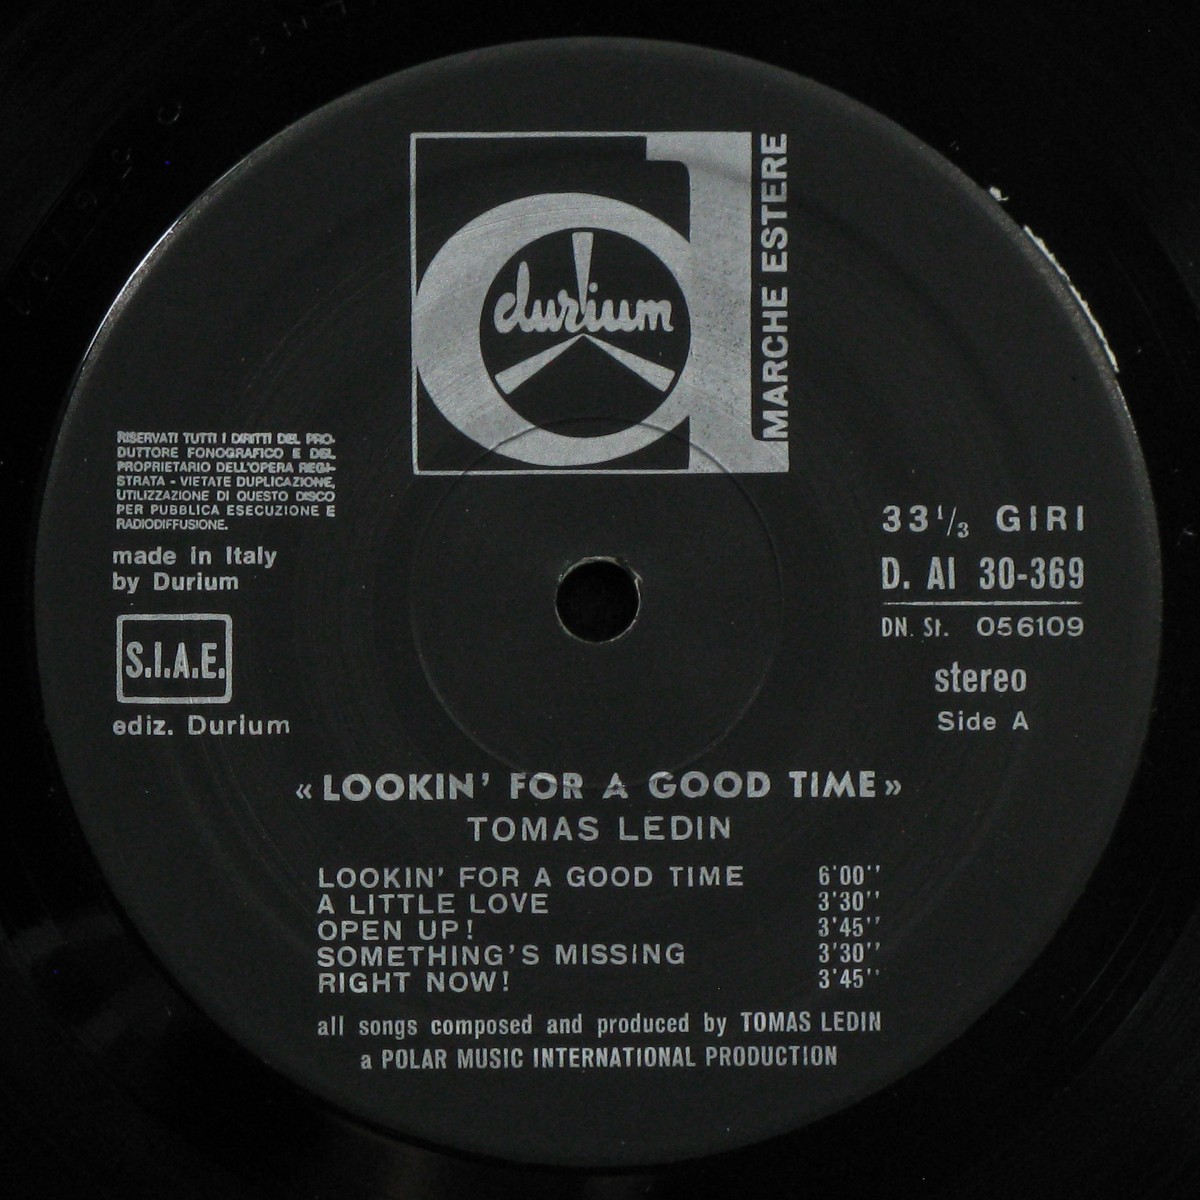 MARCHE ESTERE
durium
RISERVATI TUTTI I DIRITTI DEL PRO-
DUTTORE FONOGRAFICO E DEL
PROPRIETARIO DELL'OPERA REGI-
STRATA - VIETATE DUPLICAZIONE,
UTILIZZAZIONE DI QUESTO DISCO
PER PUBBLICA ESECUZIONE E
RADIODIFFUSIONE.
made in Italy
by Durium
S.I.A.E.
ediz. Durium
33 1/3 GIRI
D. AI 30-369
DN. St. 056109
stereo
Side A
«LOOKIN' FOR A GOOD TIME»
TOMAS LEDIN
LOOKIN' FOR A GOOD TIME 6'00''
A LITTLE LOVE 3'30''
OPEN UP! 3'45''
SOMETHING'S MISSING 3'30''
RIGHT NOW! 3'45''
all songs composed and produced by TOMAS LEDIN
a POLAR MUSIC INTERNATIONAL PRODUCTION